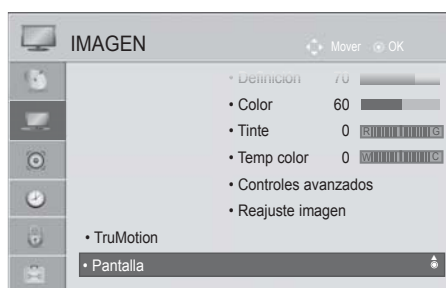 IMAGEN Mover OK
• Definición 70
• Color 60
• Tinte 0 R G
• Temp color 0 W C
• Controles avanzados
• Reajuste imagen
• TruMotion
• Pantalla